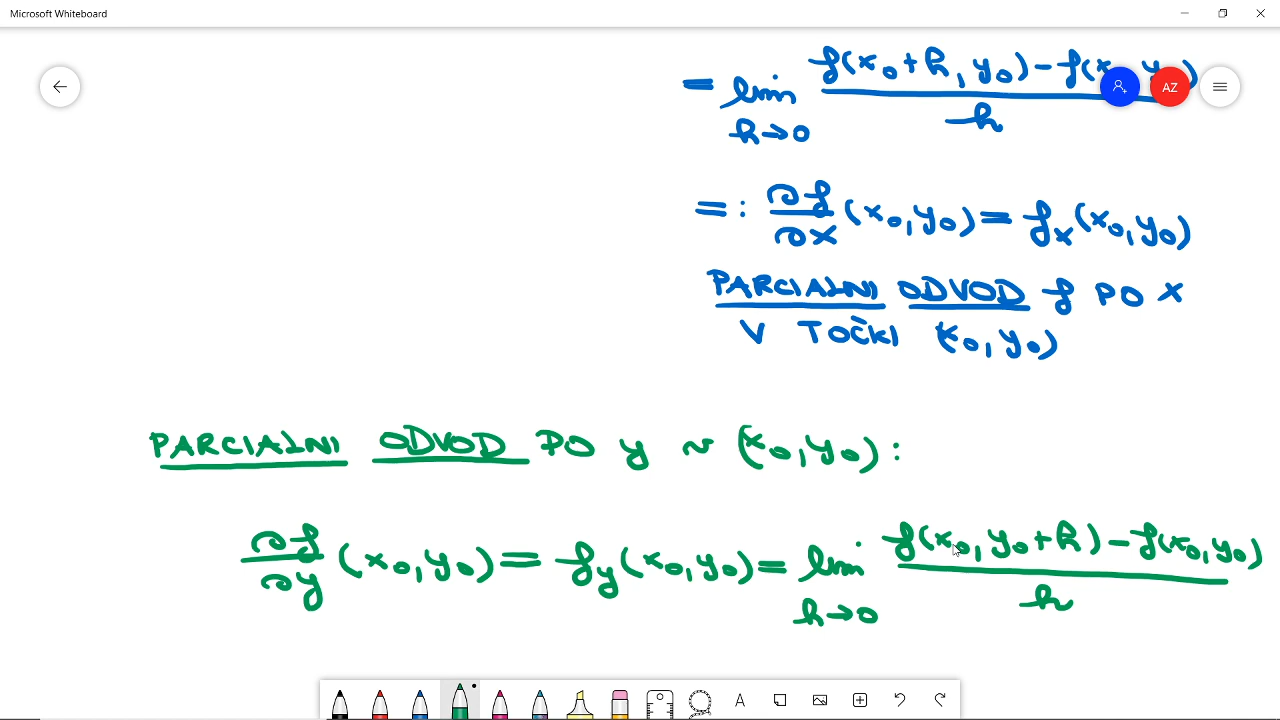 Microsoft Whiteboard
= lim h→0 (f(x₀+h, y₀) − f(x₀, y₀)) / h
AZ
=: ∂f/∂x (x₀, y₀) = fₓ(x₀, y₀)
PARCIALNI ODVOD f PO x
V TOČKI (x₀, y₀)
PARCIALNI ODVOD PO y v (x₀, y₀):
∂f/∂y (x₀, y₀) = f_y(x₀, y₀) = lim h→0 (f(x₀, y₀+h) − f(x₀, y₀)) / h
A